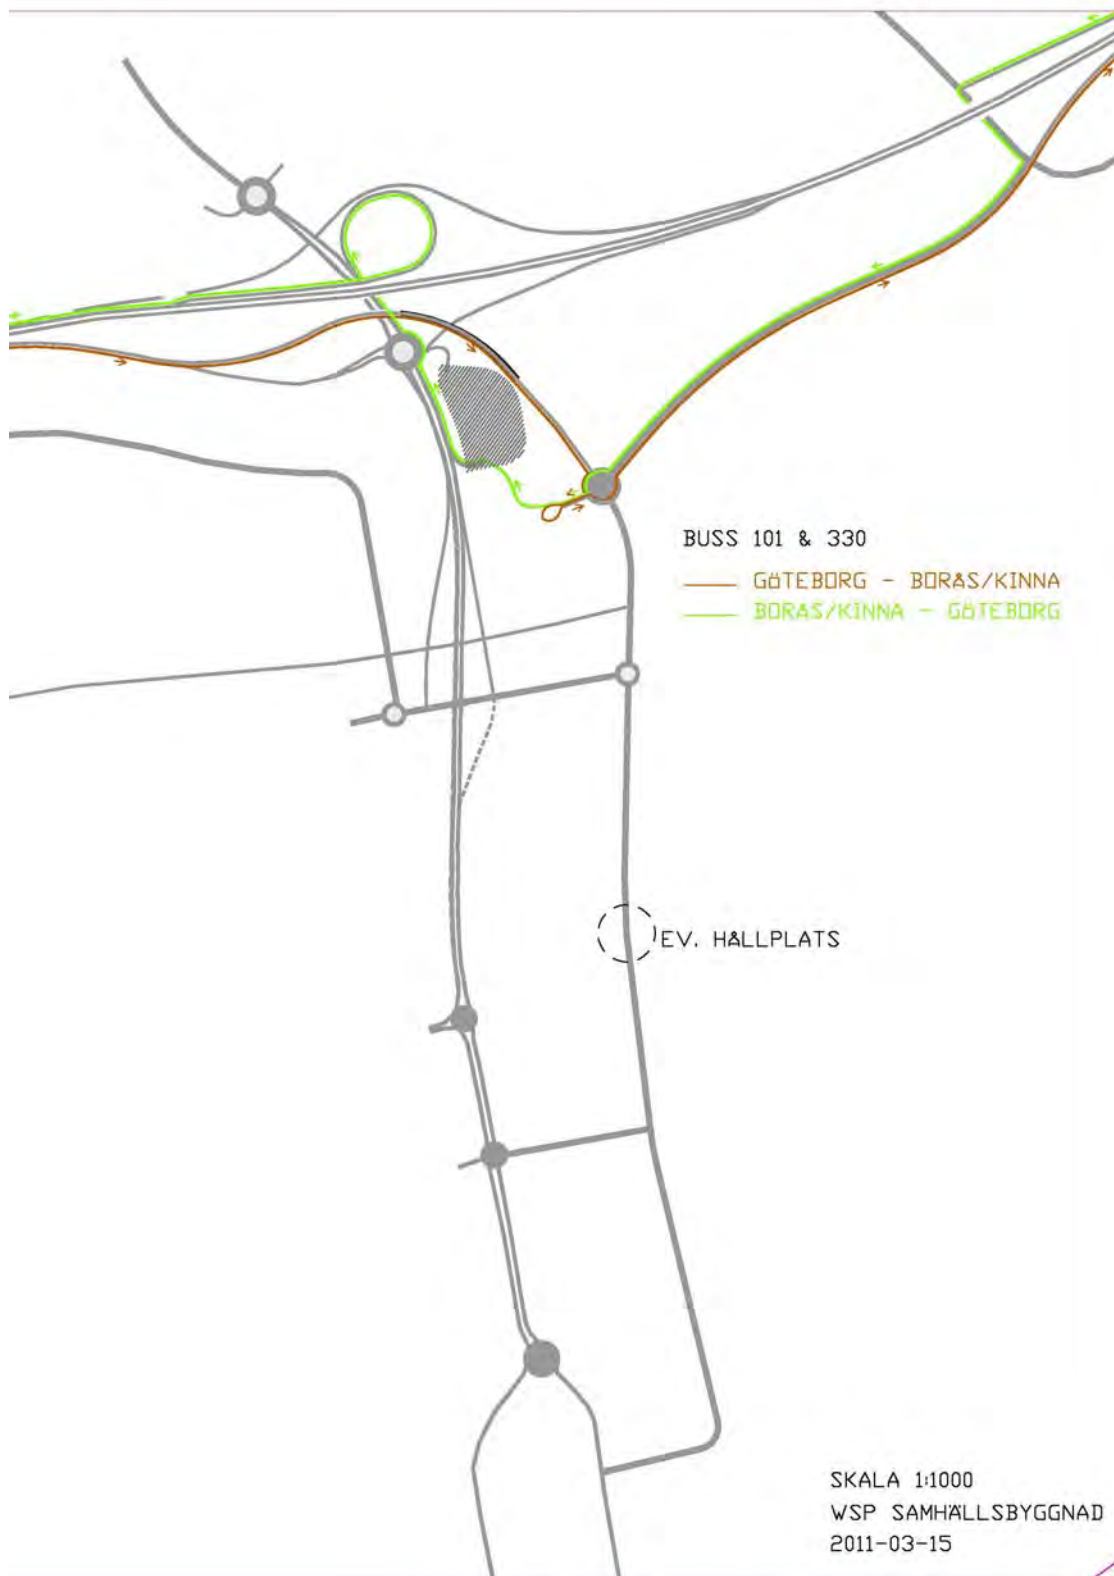 BUSS 101 & 330
GÖTEBORG - BORÅS/KINNA
BORÅS/KINNA - GÖTEBORG
EV. HÅLLPLATS
SKALA 1:1000
WSP SAMHÄLLSBYGGNAD
2011-03-15